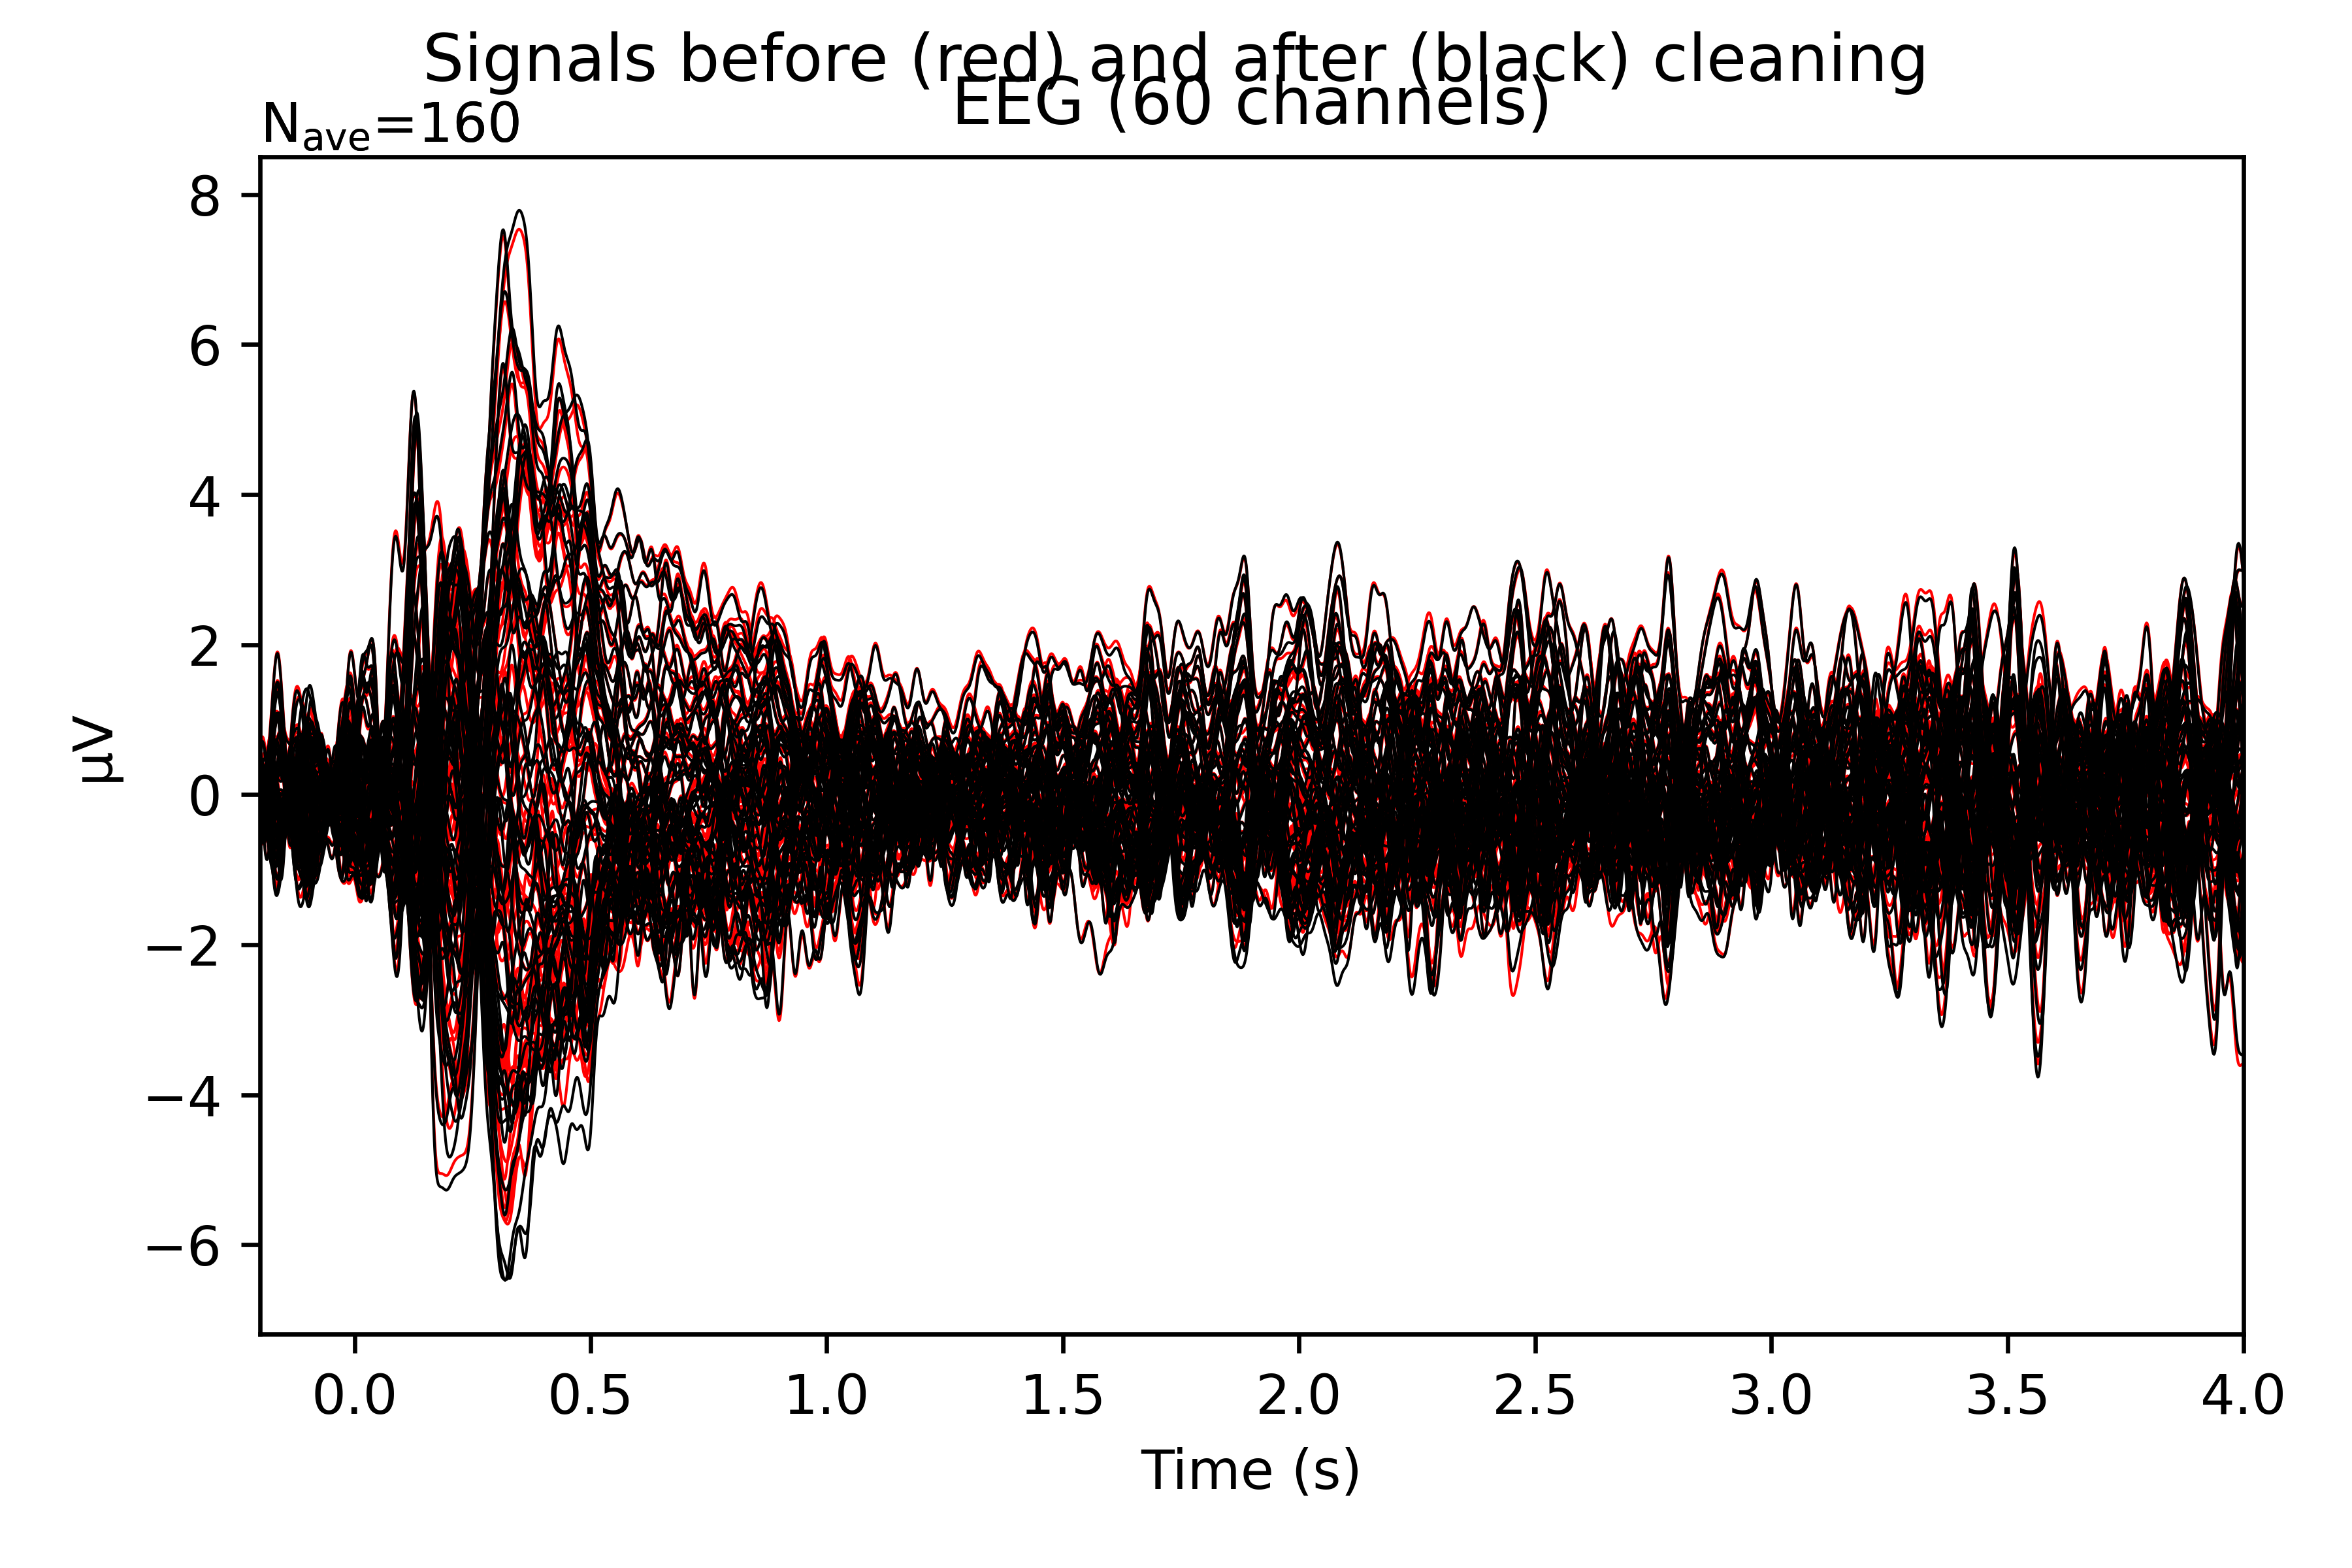 Signals before (red) and after (black) cleaning
EEG (60 channels)
Nave=160
8
6
4
2
0
−2
−4
−6
µV
0.0 0.5 1.0 1.5 2.0 2.5 3.0 3.5 4.0
Time (s)